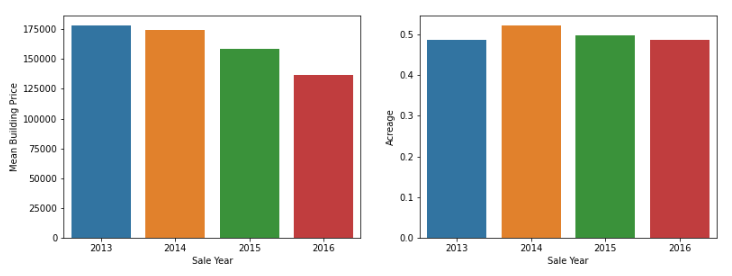 Mean Building Price
175000
150000
125000
100000
75000
50000
25000
0
2013 2014 2015 2016
Sale Year
Acreage
0.5
0.4
0.3
0.2
0.1
0.0
2013 2014 2015 2016
Sale Year